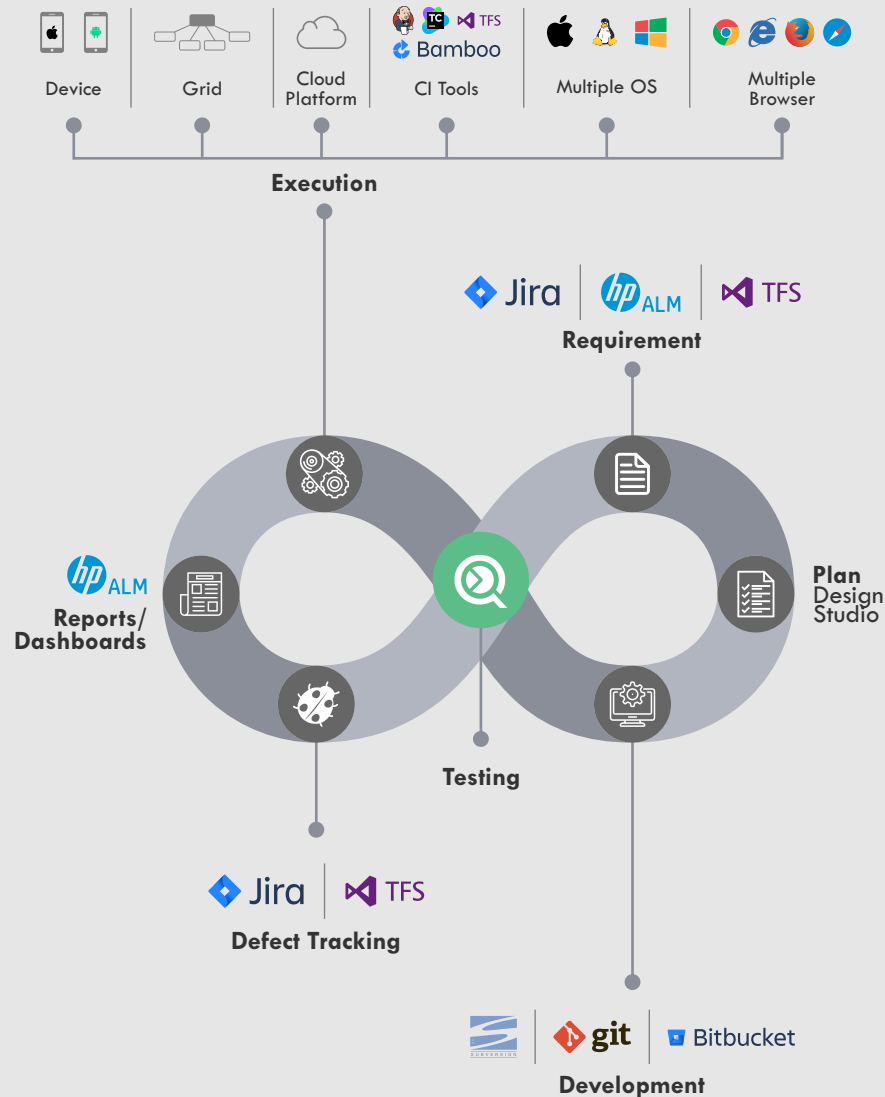 TC
TFS
Bamboo
Device
Grid
Cloud
Platform
CI Tools
Multiple OS
Multiple
Browser
Execution
Jira
hp ALM
TFS
Requirement
hp ALM
Reports/
Dashboards
Plan
Design
Studio
Testing
Jira
TFS
Defect Tracking
SUBVERSION
git
Bitbucket
Development